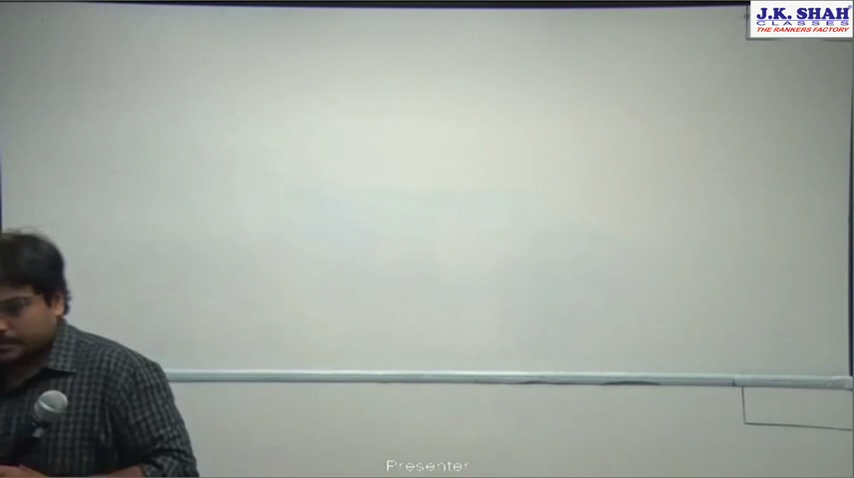 J.K. SHAH®
CLASSES
THE RANKERS FACTORY
Presenter